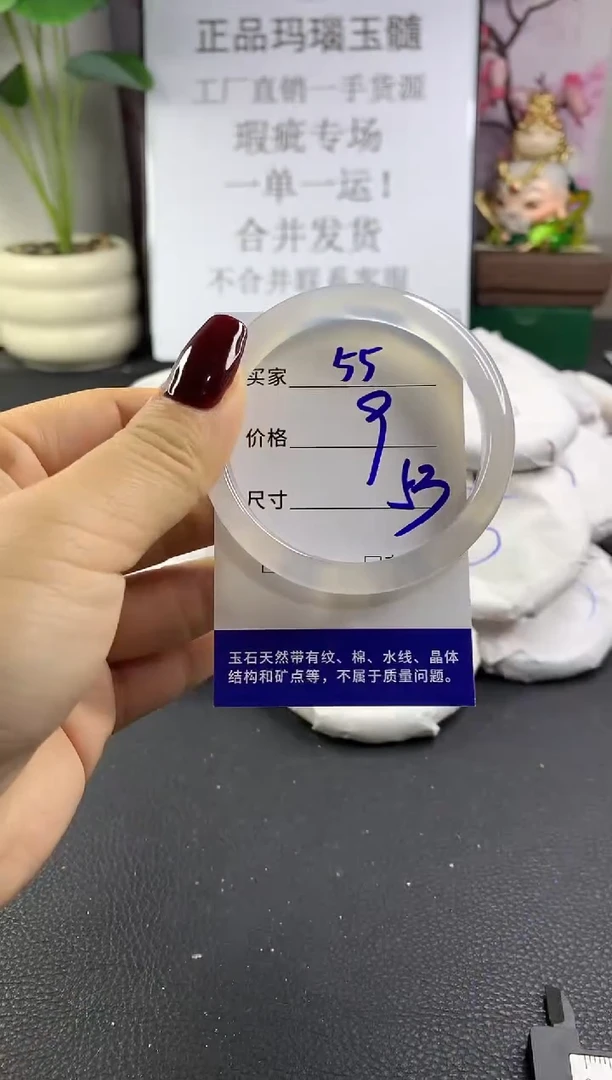 正品玛瑙玉髓
工厂直销一手货源
瑕疵专场
一单一运！
合并发货
不合并联系客服
买家 55
价格 9
尺寸 53
玉石天然带有纹、棉、水线、晶体
结构和矿点等，不属于质量问题。